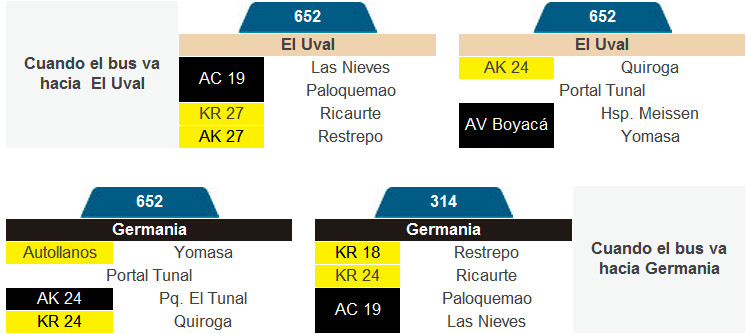 Cuando el bus va
hacia El Uval
652
El Uval
AC 19
Las Nieves
Paloquemao
KR 27 Ricaurte
AK 27 Restrepo
652
El Uval
AK 24 Quiroga
Portal Tunal
AV Boyacá
Hsp. Meissen
Yomasa
652
Germania
Autollanos Yomasa
Portal Tunal
AK 24 Pq. El Tunal
KR 24 Quiroga
314
Germania
KR 18 Restrepo
KR 24 Ricaurte
AC 19
Paloquemao
Las Nieves
Cuando el bus va
hacia Germania